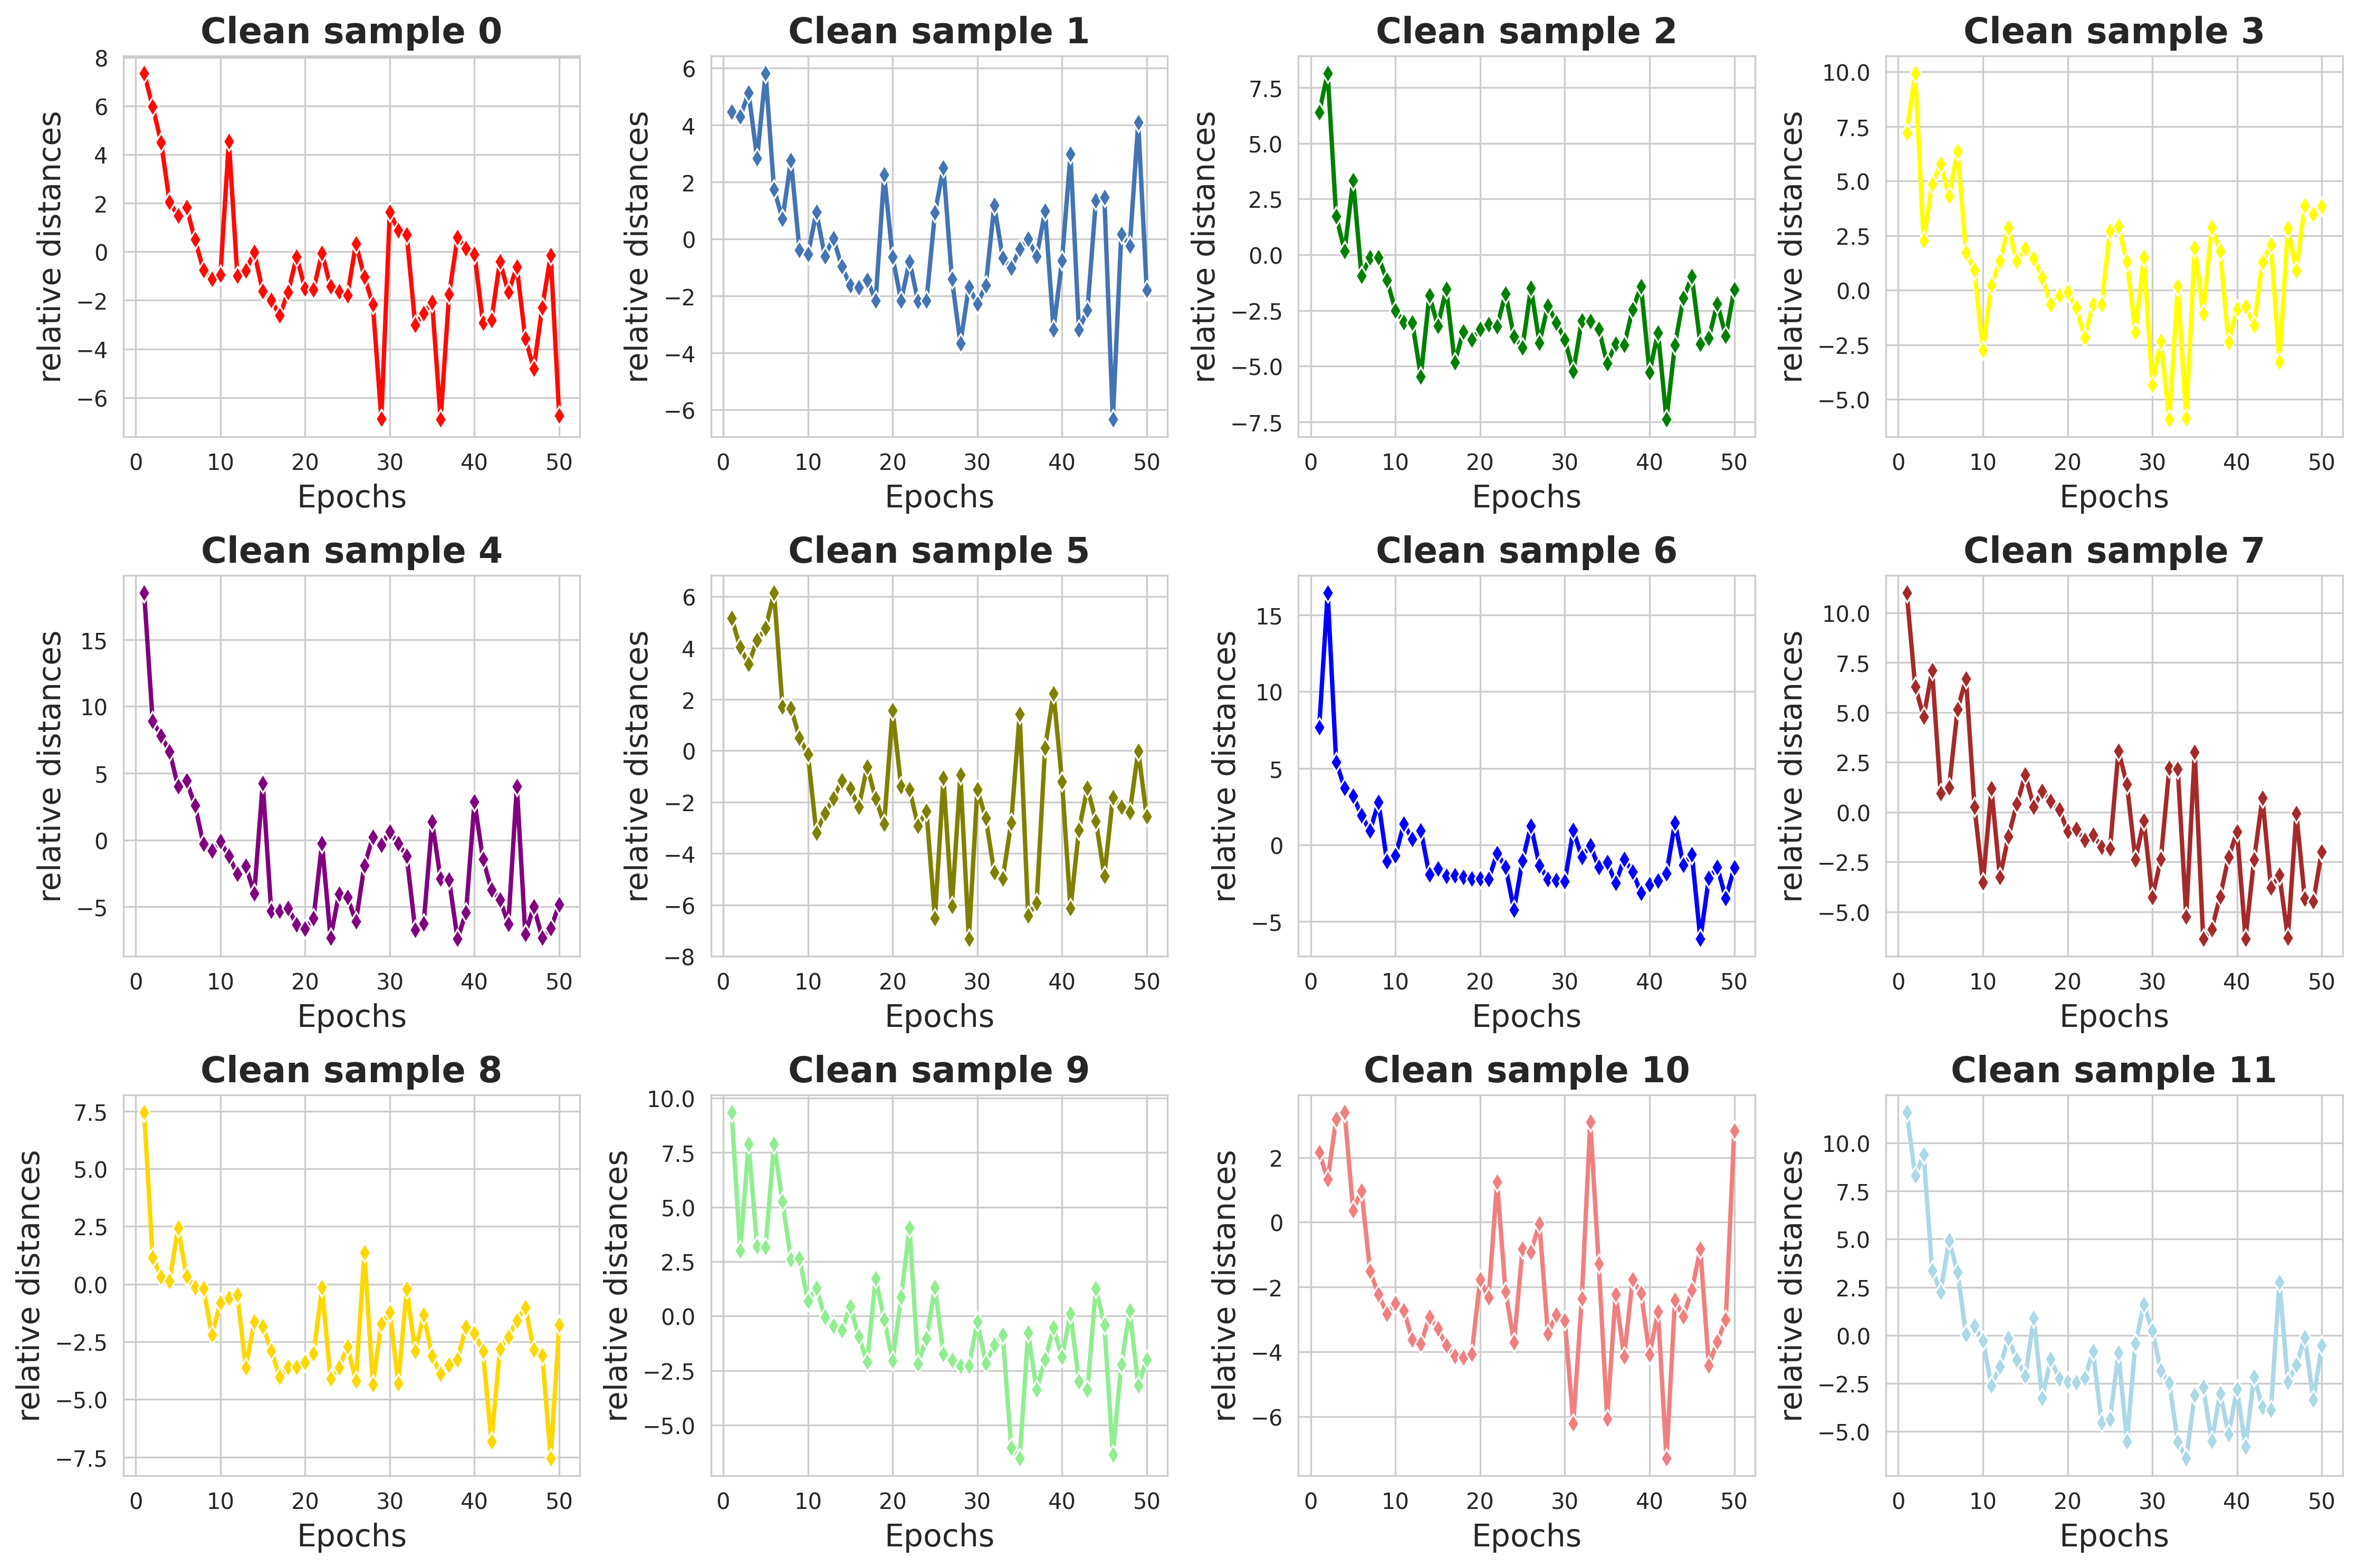 Clean sample 0
Clean sample 1
Clean sample 2
Clean sample 3
relative distances
8
6
4
2
0
−2
−4
−6
0 10 20 30 40 50
Epochs
relative distances
6
4
2
0
−2
−4
−6
0 10 20 30 40 50
Epochs
relative distances
7.5
5.0
2.5
0.0
−2.5
−5.0
−7.5
0 10 20 30 40 50
Epochs
relative distances
10.0
7.5
5.0
2.5
0.0
−2.5
−5.0
0 10 20 30 40 50
Epochs
Clean sample 4
Clean sample 5
Clean sample 6
Clean sample 7
relative distances
15
10
5
0
−5
0 10 20 30 40 50
Epochs
relative distances
6
4
2
0
−2
−4
−6
−8
0 10 20 30 40 50
Epochs
relative distances
15
10
5
0
−5
0 10 20 30 40 50
Epochs
relative distances
10.0
7.5
5.0
2.5
0.0
−2.5
−5.0
0 10 20 30 40 50
Epochs
Clean sample 8
Clean sample 9
Clean sample 10
Clean sample 11
relative distances
7.5
5.0
2.5
0.0
−2.5
−5.0
−7.5
0 10 20 30 40 50
Epochs
relative distances
10.0
7.5
5.0
2.5
0.0
−2.5
−5.0
0 10 20 30 40 50
Epochs
relative distances
2
0
−2
−4
−6
0 10 20 30 40 50
Epochs
relative distances
10.0
7.5
5.0
2.5
0.0
−2.5
−5.0
0 10 20 30 40 50
Epochs